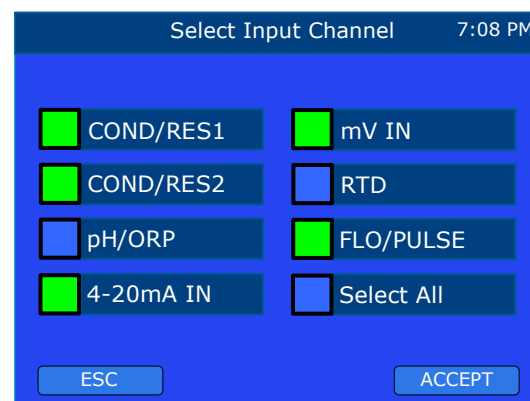 Select Input Channel 7:08 PM
COND/RES1 mV IN
COND/RES2 RTD
pH/ORP FLO/PULSE
4-20mA IN Select All
ESC ACCEPT